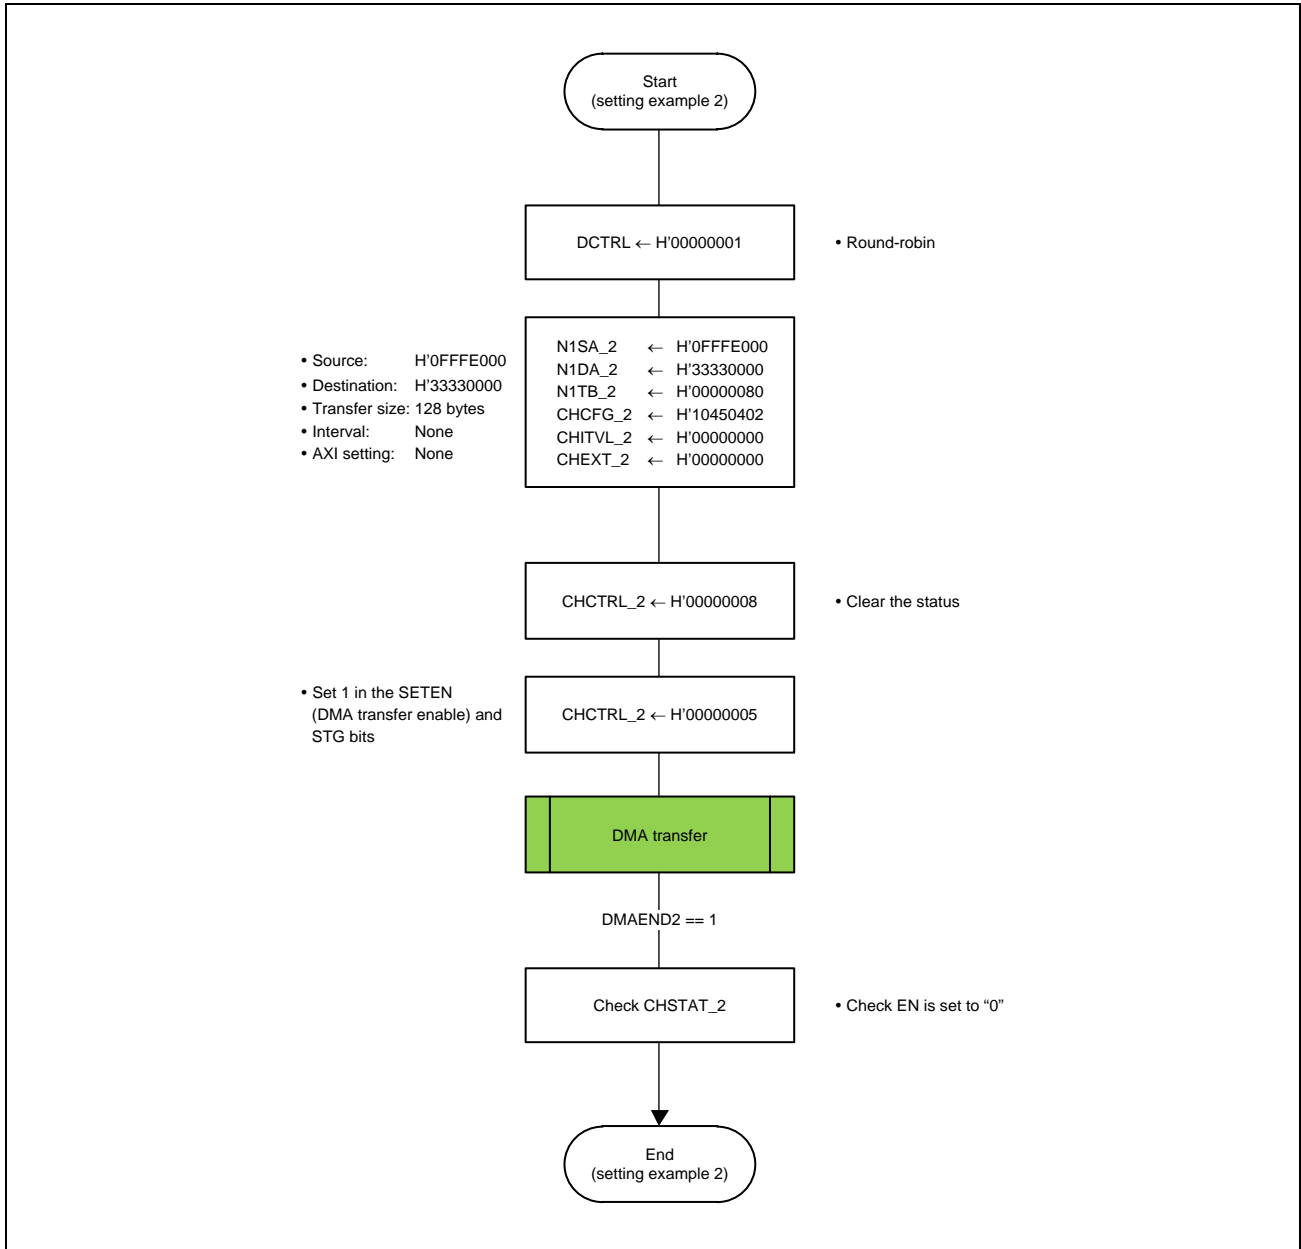 Start
(setting example 2)
DCTRL ← H'00000001
• Round-robin
• Source: H'0FFFE000
• Destination: H'33330000
• Transfer size: 128 bytes
• Interval: None
• AXI setting: None
N1SA_2 ← H'0FFFE000
N1DA_2 ← H'33330000
N1TB_2 ← H'00000080
CHCFG_2 ← H'10450402
CHITVL_2 ← H'00000000
CHEXT_2 ← H'00000000
CHCTRL_2 ← H'00000008
• Clear the status
• Set 1 in the SETEN
(DMA transfer enable) and
STG bits
CHCTRL_2 ← H'00000005
DMA transfer
DMAEND2 == 1
Check CHSTAT_2
• Check EN is set to “0”
End
(setting example 2)